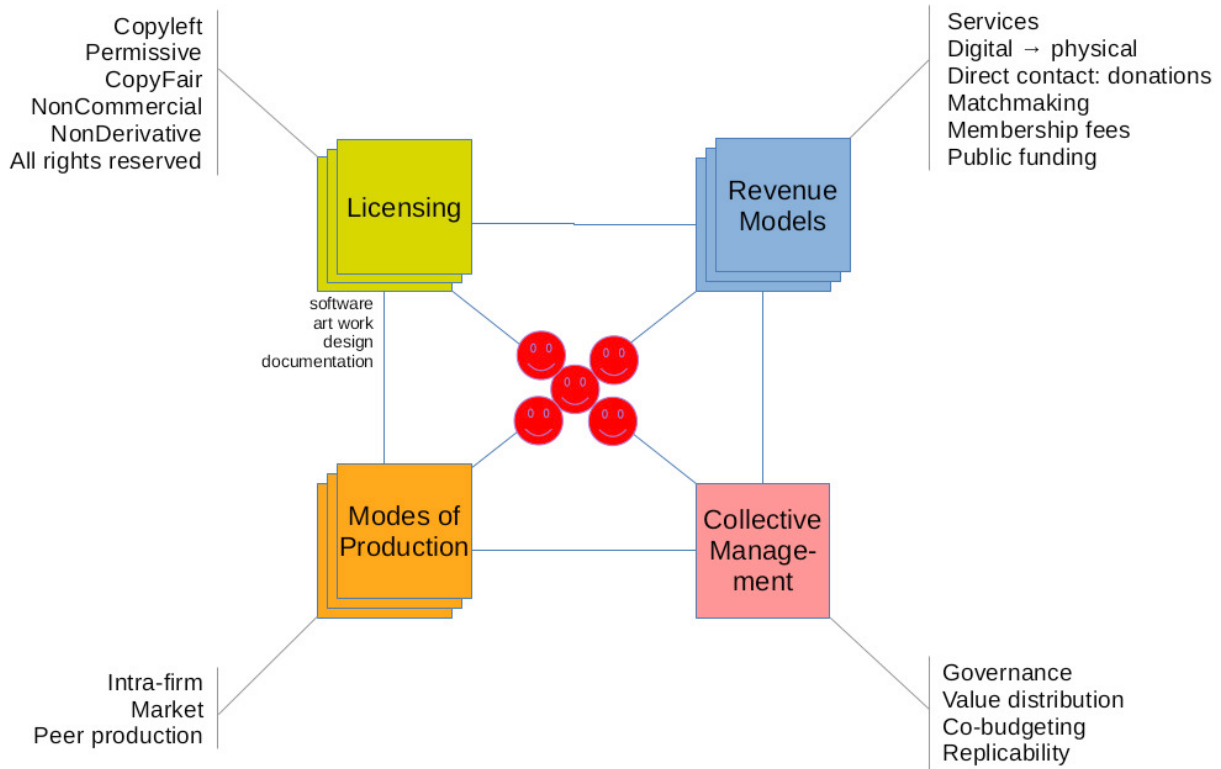 Copyleft
Permissive
CopyFair
NonCommercial
NonDerivative
All rights reserved
Services
Digital → physical
Direct contact: donations
Matchmaking
Membership fees
Public funding
Licensing
Revenue
Models
software
art work
design
documentation
Modes of
Production
Collective
Manage-
ment
Intra-firm
Market
Peer production
Governance
Value distribution
Co-budgeting
Replicability